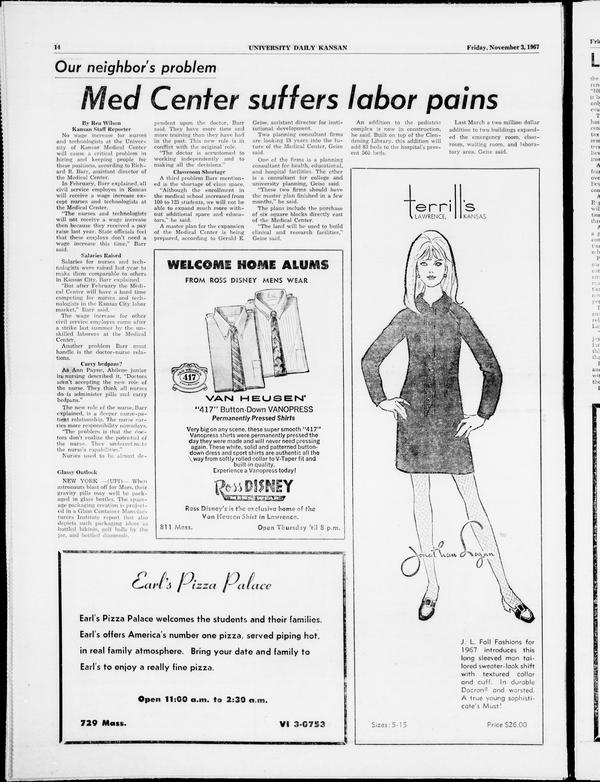 14
UNIVERSITY DAILY KANSAN
Friday, November 3, 1967
Our neighbor's problem
Med Center suffers labor pains
By Rea Wilson
Kansan Staff Reporter
No wage increase for nurses
and technologists at the Univer-
sity of Kansas Medical Center
will cause a critical problem in
hiring and keeping people for
these positions, according to Rich-
ard R. Barr, assistant director of
the Medical Center.
In February, Barr explained, all
civil service employes in Kansas
will receive a wage increase ex-
cept nurses and technologists at
the Medical Center.
"The nurses and technologists
will not receive a wage increase
then because they received a pay
raise last year. State officials feel
that these employs don't need a
wage increase this time," Barr
said.
Salaries Raised
Salaries for nurses and tech-
nologists were raised last year to
make them comparable to others
in Kansas City, Barr explained.
"But after February the Medi-
cal Center will have a hard time
competing for nurses and tech-
nologists in the Kansas City labor
market," Barr said.
The wage increase for other
civil service employes came after
a strike last summer by the un-
skilled laborers at the Medical
Center.
Another problem Barr must
handle is the doctor-nurse rela-
tions.
Carry bedpans?
As Ann Payne, Abilene junior
in nursing described it, "Doctors
aren't accepting the new role of
the nurse. They think all nurses
do is administer pills and carry
bedpans."
The new role of the nurse, Barr
explained, is a deeper nurse-pa-
tient relationship. The nurse car-
ries more responsibility nowadays.
"The problem is that the doc-
tors don't realize the potential of
the nurse. They underestimate
the nurse's capabilities."
Nurses used to be almost de-
pendent upon the doctor, Barr
said. They have more time and
more training than they have had
in the past. This new role is in
conflict with the original role.
"The doctor is accustomed to
working independently and to
making all the decisions."
Classroom Shortage
A third problem Barr mention-
ed is the shortage of class space.
"Although the enrollment in
the medical school increased from
100 to 125 students, we will not be
able to expand much more with-
out additional space and educa-
tors," he said.
A master plan for the expansion
of the Medical Center is being
prepared, according to Gerald E.
Geise, assistant director for insti-
tutional development.
Two planning consultant firms
are looking 18 years into the fu-
ture of the Medical Center, Geise
said.
One of the firms is a planning
consultant for health, educational,
and hospital facilities. The other
is a consultant for college and
university planning, Geise said.
"These two firms should have
the master plan finished in a few
months," he said.
The plans include the purchase
of six square blocks directly east
of the Medical Center.
"The land will be used to build
clinical and research facilities,"
Geise said.
An addition to the pediatric
complex is now in construction,
he said. Built on top of the Clen-
dening Library, this addition will
add 83 beds to the hospital's pres-
ent 560 beds.
Last March a two million dollar
addition to two buildings expand-
ed the emergency room, clear-
ing, waiting room, and labora-
tory area, Geise said.
Glassy Outlook
NEW YORK —(UPI)— When
astronauts blast off for Mars, their
gravity pills may well be pack-
aged in glass bottles. The space-
age packaging creation is project-
ed in a Glass Container Manufac-
turers Institute report that also
depicts such packaging ideas as
bottled bikinis, golf balls by the
jar, and bottled diamonds.
WELCOME HOME ALUMS
FROM ROSS DISNEY MENS WEAR
417
VAN HEUSEN
"417" Button-Down VANOPRESS
Permanently Pressed Shirts
Very big on any scene, these super smooth "417"
Vanopress shirts were permanently pressed the
day they were made and will never need pressing
again. These white, solid and patterned button-
down dress and sport shirts are authentic all the
way from softly rolled collar to V-Taper fit and
built-in quality.
Experience a Vanopress today!
Ross DISNEY
Ross Disney's is the exclusive home of the
Van Heusen Shirt in Lawrence.
811 Mass.
Open Thursday 'til 8 p.m.
terrill's
LAWRENCE, KANSAS
Jonathan Logan
J. L. Fall Fashions for
1967 introduces this
long sleeved man tai-
lored sweater-look shift
with textured collar
and cuff. In durable
Dacron® and worsted.
A true young sophisti-
cate's Must!
Sizes: 5-15
Price $26.00
Earl's Pizza Palace
Earl's Pizza Palace welcomes the students and their families.
Earl's offers America's number one pizza, served piping hot,
in real family atmosphere. Bring your date and family to
Earl's to enjoy a really fine pizza.
Open 11:00 a.m. to 2:30 a.m.
729 Mass.
VI 3-0753